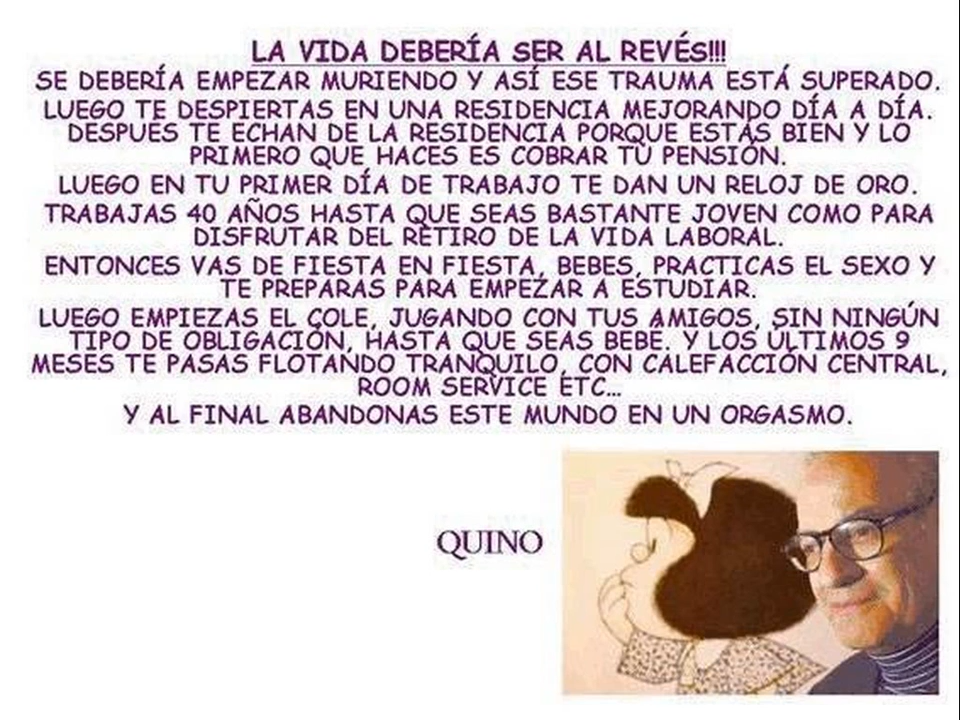 LA VIDA DEBERÍA SER AL REVÉS!!!
SE DEBERÍA EMPEZAR MURIENDO Y ASÍ ESE TRAUMA ESTÁ SUPERADO.
LUEGO TE DESPIERTAS EN UNA RESIDENCIA MEJORANDO DÍA A DÍA.
DESPUÉS TE ECHAN DE LA RESIDENCIA PORQUE ESTÁS BIEN Y LO
PRIMERO QUE HACES ES COBRAR TU PENSIÓN.
LUEGO EN TU PRIMER DÍA DE TRABAJO TE DAN UN RELOJ DE ORO.
TRABAJAS 40 AÑOS HASTA QUE SEAS BASTANTE JOVEN COMO PARA
DISFRUTAR DEL RETIRO DE LA VIDA LABORAL.
ENTONCES VAS DE FIESTA EN FIESTA, BEBES, PRACTICAS EL SEXO Y
TE PREPARAS PARA EMPEZAR A ESTUDIAR.
LUEGO EMPIEZAS EL COLE, JUGANDO CON TUS AMIGOS, SIN NINGÚN
TIPO DE OBLIGACIÓN, HASTA QUE SEAS BEBÉ. Y LOS ÚLTIMOS 9
MESES TE PASAS FLOTANDO TRANQUILO, CON CALEFACCIÓN CENTRAL,
ROOM SERVICE ETC...
Y AL FINAL ABANDONAS ESTE MUNDO EN UN ORGASMO.
QUINO